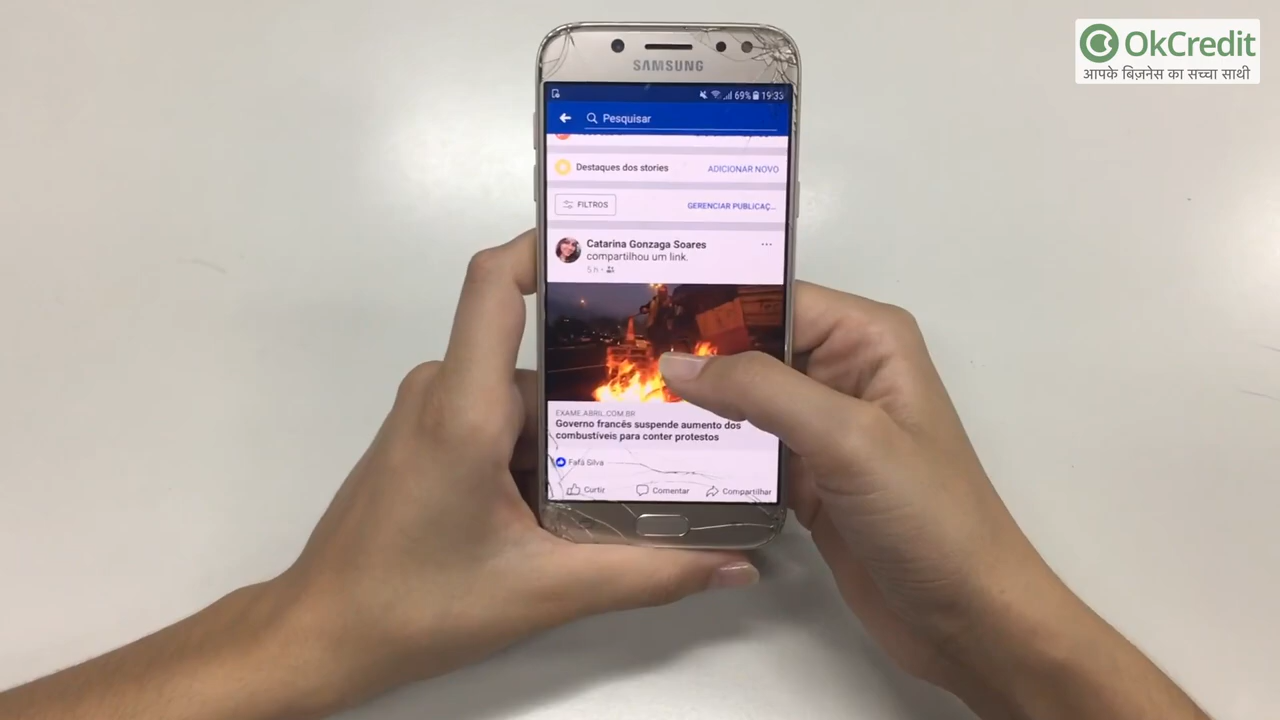 OkCredit
आपके बिज़नेस का सच्चा साथी
SAMSUNG
69% 19:33
Pesquisar
Destaques dos stories
ADICIONAR NOVO
FILTROS
GERENCIAR PUBLICAÇ...
Catarina Gonzaga Soares
compartilhou um link.
5 h
EXAME.ABRIL.COM.BR
Governo francês suspende aumento dos
combustíveis para conter protestos
Fafá Silva
Curtir Comentar Compartilhar